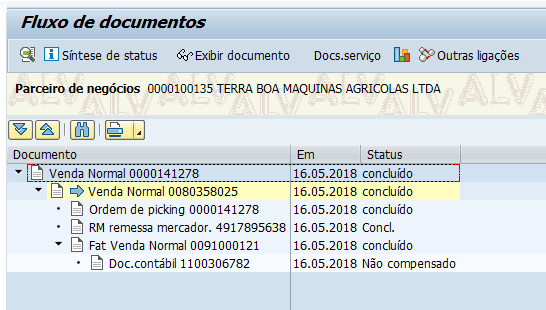 Fluxo de documentos
Síntese de status Exibir documento Docs.serviço Outras ligações
Parceiro de negócios 0000100135 TERRA BOA MAQUINAS AGRICOLAS LTDA
Documento Em Status
Venda Normal 0000141278 16.05.2018 concluído
Venda Normal 0080358025 16.05.2018 concluído
Ordem de picking 0000141278 16.05.2018 concluído
RM remessa mercador. 4917895638 16.05.2018 Concl.
Fat Venda Normal 0091000121 16.05.2018 concluído
Doc.contábil 1100306782 16.05.2018 Não compensado